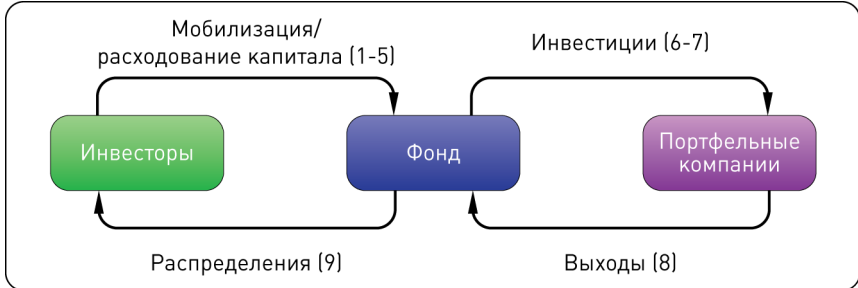 Мобилизация/
расходование капитала (1-5)
Инвестиции (6-7)
Инвесторы
Фонд
Портфельные
компании
Распределения (9)
Выходы (8)